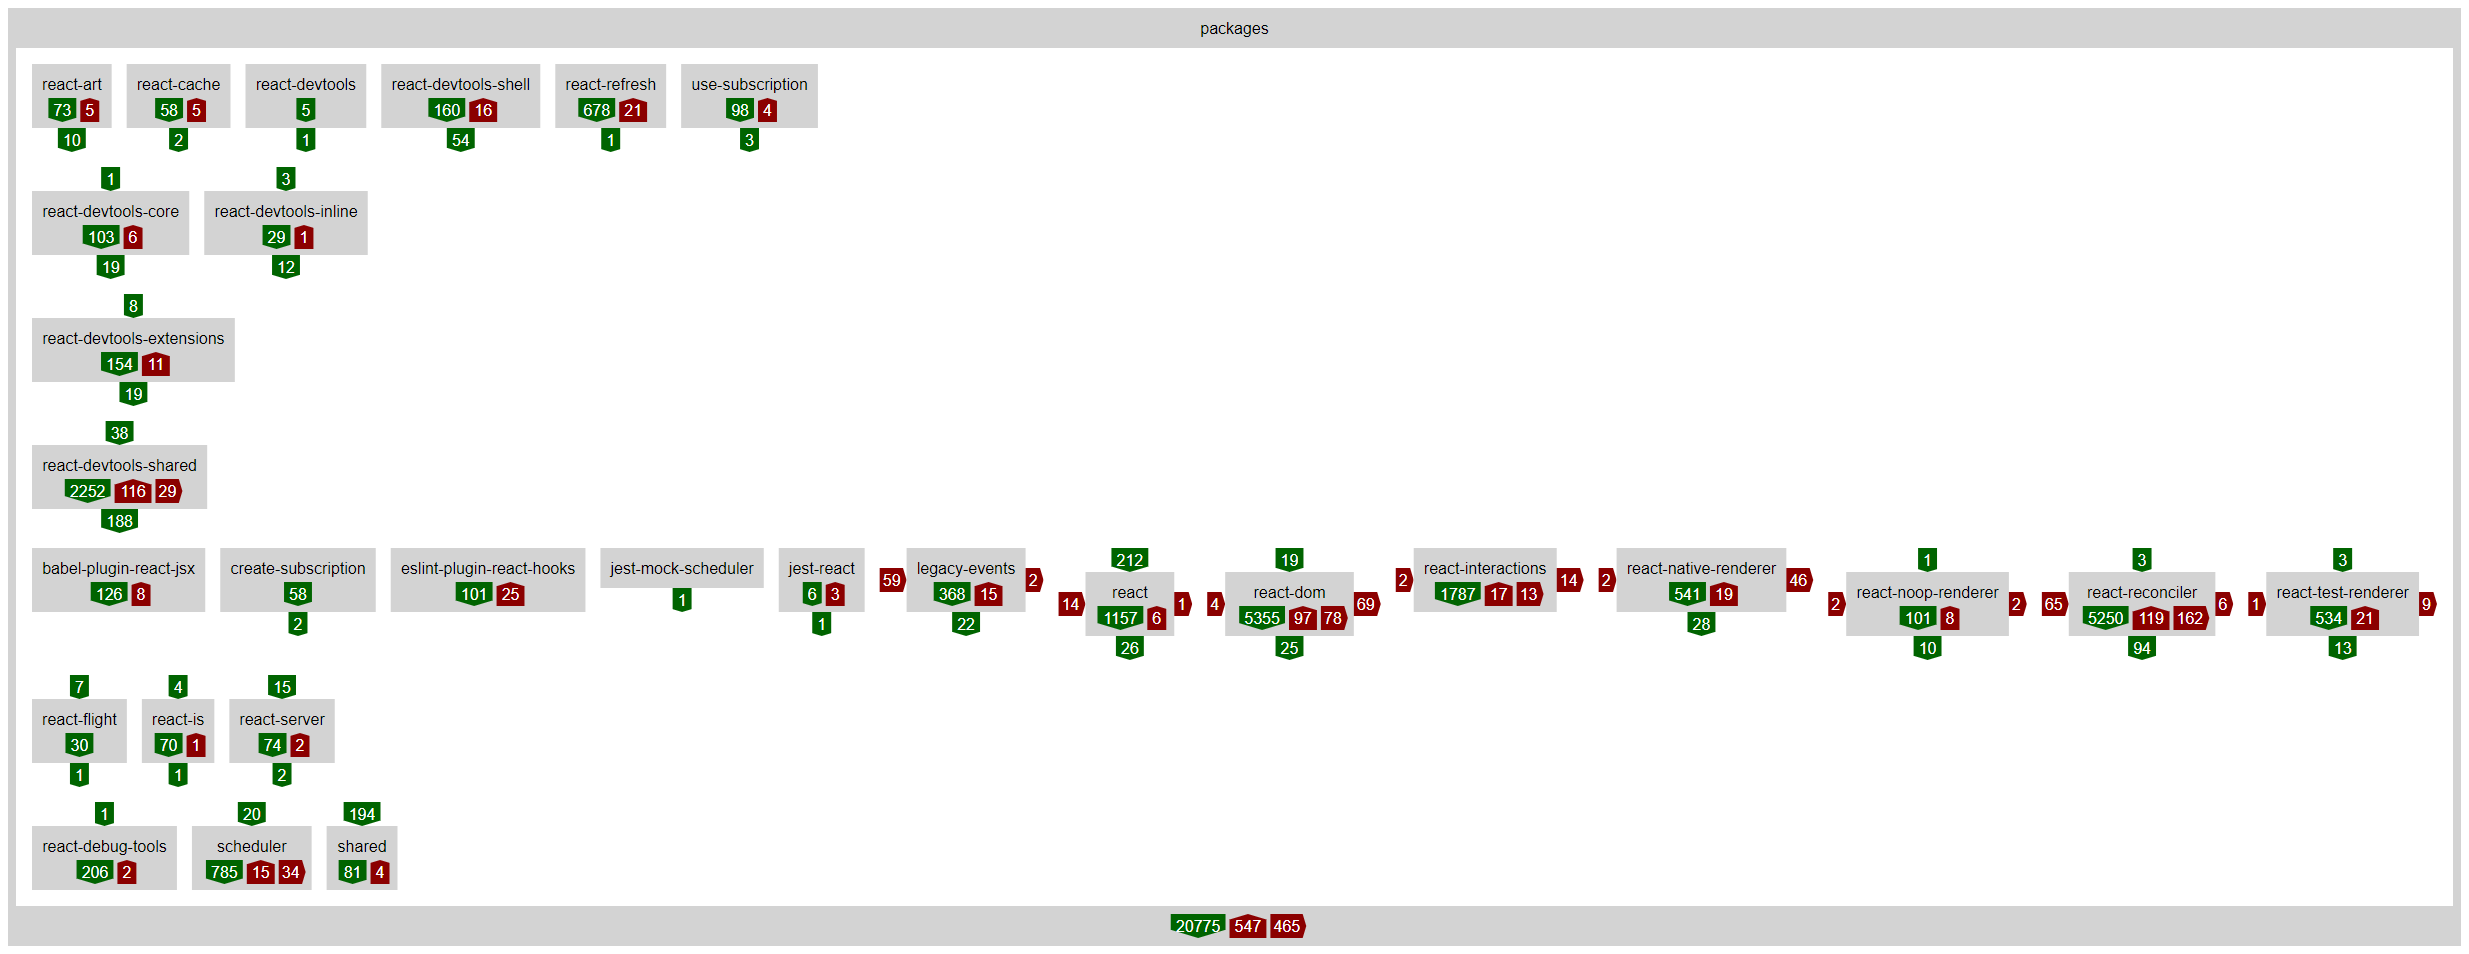 packages
react-art react-cache react-devtools react-devtools-shell react-refresh use-subscription
73 5 58 5 5 160 16 678 21 98 4
10 2 1 54 1 3
1 3
react-devtools-core react-devtools-inline
103 6 29 1
19 12
8
react-devtools-extensions
154 11
19
38
react-devtools-shared
2252 116 29
188
212 19 1 3 3
babel-plugin-react-jsx create-subscription eslint-plugin-react-hooks jest-mock-scheduler jest-react legacy-events react-interactions react-native-renderer
59 2 2 14 2 46
126 8 58 101 25 1 6 3 368 15 react react-dom 1787 17 13 541 19 react-noop-renderer react-reconciler react-test-renderer
14 1 4 69 2 2 65 6 1 9
2 1 22 1157 6 5355 97 78 28 101 8 5250 119 162 534 21
26 25 10 94 13
7 4 15
react-flight react-is react-server
30 70 1 74 2
1 1 2
1 20 194
react-debug-tools scheduler shared
206 2 785 15 34 81 4
20775 547 465